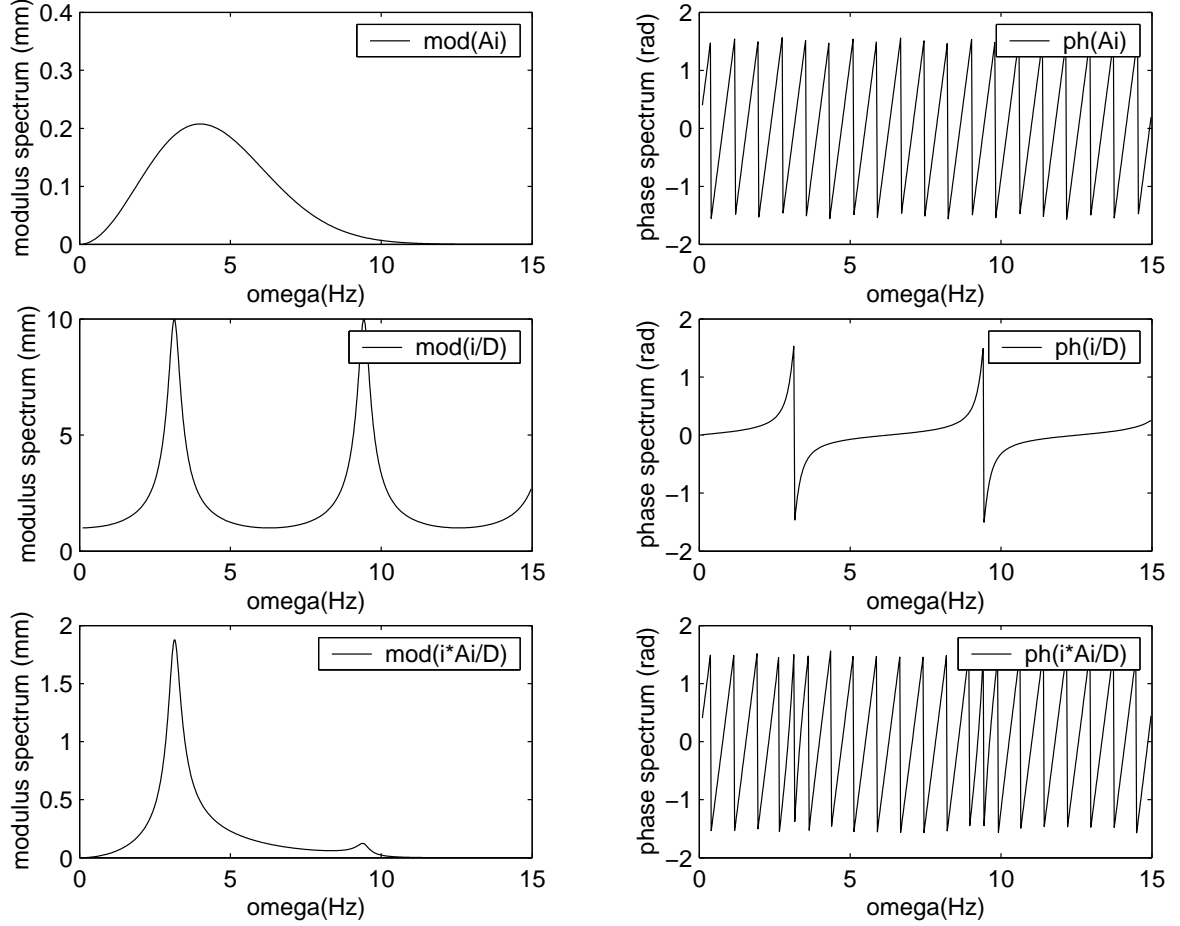 0.4
0.3
0.2
0.1
0
modulus spectrum (mm)
mod(Ai)
0 5 10 15
omega(Hz)
2
1
0
−1
−2
phase spectrum (rad)
ph(Ai)
0 5 10 15
omega(Hz)
10
5
0
modulus spectrum (mm)
mod(i/D)
0 5 10 15
omega(Hz)
2
1
0
−1
−2
phase spectrum (rad)
ph(i/D)
0 5 10 15
omega(Hz)
2
1.5
1
0.5
0
modulus spectrum (mm)
mod(i*Ai/D)
0 5 10 15
omega(Hz)
2
1
0
−1
−2
phase spectrum (rad)
ph(i*Ai/D)
0 5 10 15
omega(Hz)